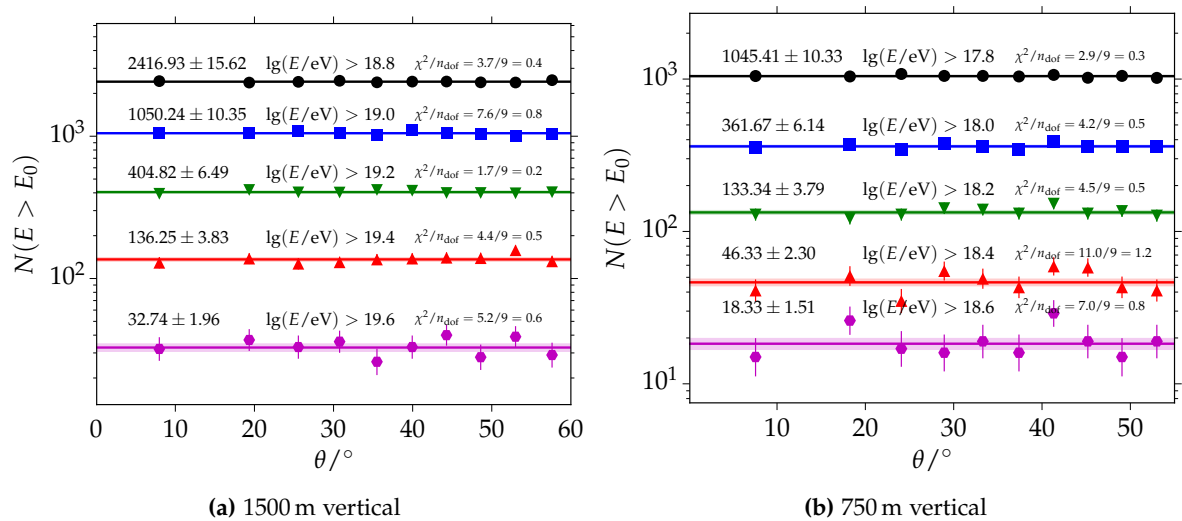 N(E > E₀)
10³
10²
2416.93 ± 15.62 lg(E/eV) > 18.8 χ²/n_dof = 3.7/9 = 0.4
1050.24 ± 10.35 lg(E/eV) > 19.0 χ²/n_dof = 7.6/9 = 0.8
404.82 ± 6.49 lg(E/eV) > 19.2 χ²/n_dof = 1.7/9 = 0.2
136.25 ± 3.83 lg(E/eV) > 19.4 χ²/n_dof = 4.4/9 = 0.5
32.74 ± 1.96 lg(E/eV) > 19.6 χ²/n_dof = 5.2/9 = 0.6
0 10 20 30 40 50 60
θ/°
(a) 1500 m vertical
N(E > E₀)
10³
10²
10¹
1045.41 ± 10.33 lg(E/eV) > 17.8 χ²/n_dof = 2.9/9 = 0.3
361.67 ± 6.14 lg(E/eV) > 18.0 χ²/n_dof = 4.2/9 = 0.5
133.34 ± 3.79 lg(E/eV) > 18.2 χ²/n_dof = 4.5/9 = 0.5
46.33 ± 2.30 lg(E/eV) > 18.4 χ²/n_dof = 11.0/9 = 1.2
18.33 ± 1.51 lg(E/eV) > 18.6 χ²/n_dof = 7.0/9 = 0.8
10 20 30 40 50
θ/°
(b) 750 m vertical